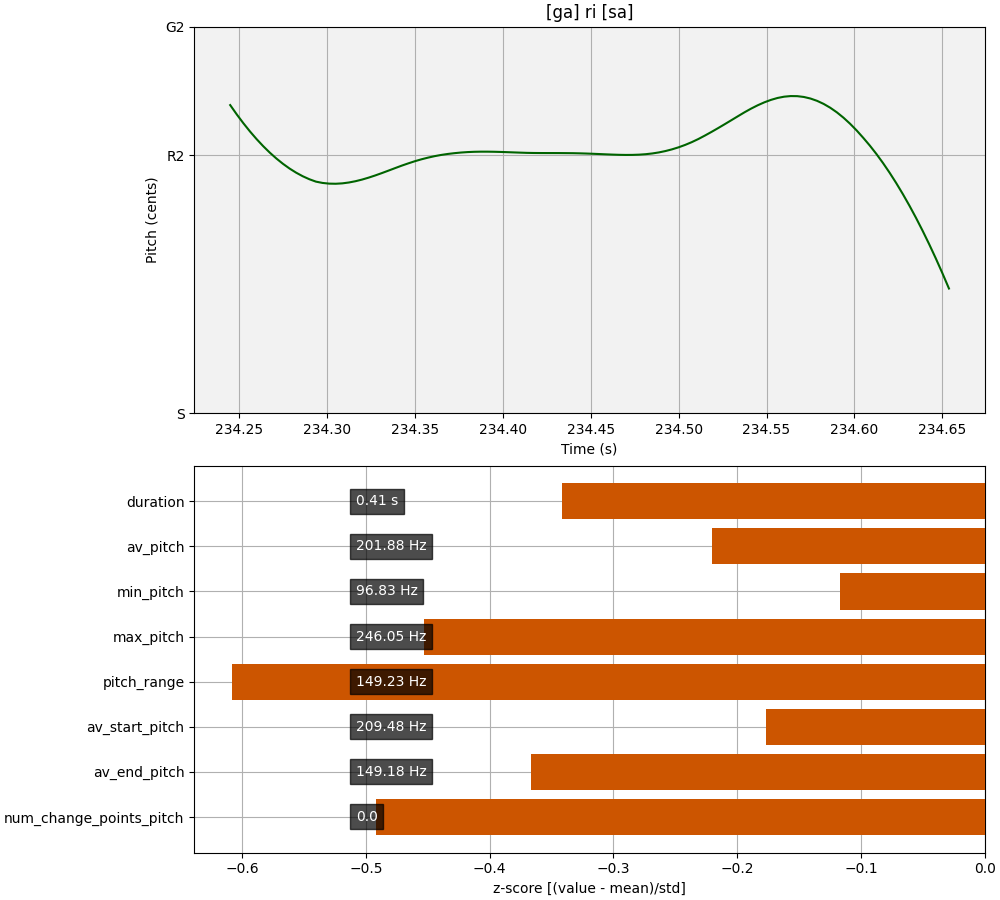 [ga] ri [sa]
G2
R2
S
Pitch (cents)
234.25 234.30 234.35 234.40 234.45 234.50 234.55 234.60 234.65
Time (s)
duration 0.41 s
av_pitch 201.88 Hz
min_pitch 96.83 Hz
max_pitch 246.05 Hz
pitch_range 149.23 Hz
av_start_pitch 209.48 Hz
av_end_pitch 149.18 Hz
num_change_points_pitch 0.0
−0.6 −0.5 −0.4 −0.3 −0.2 −0.1 0.0
z-score [(value - mean)/std]